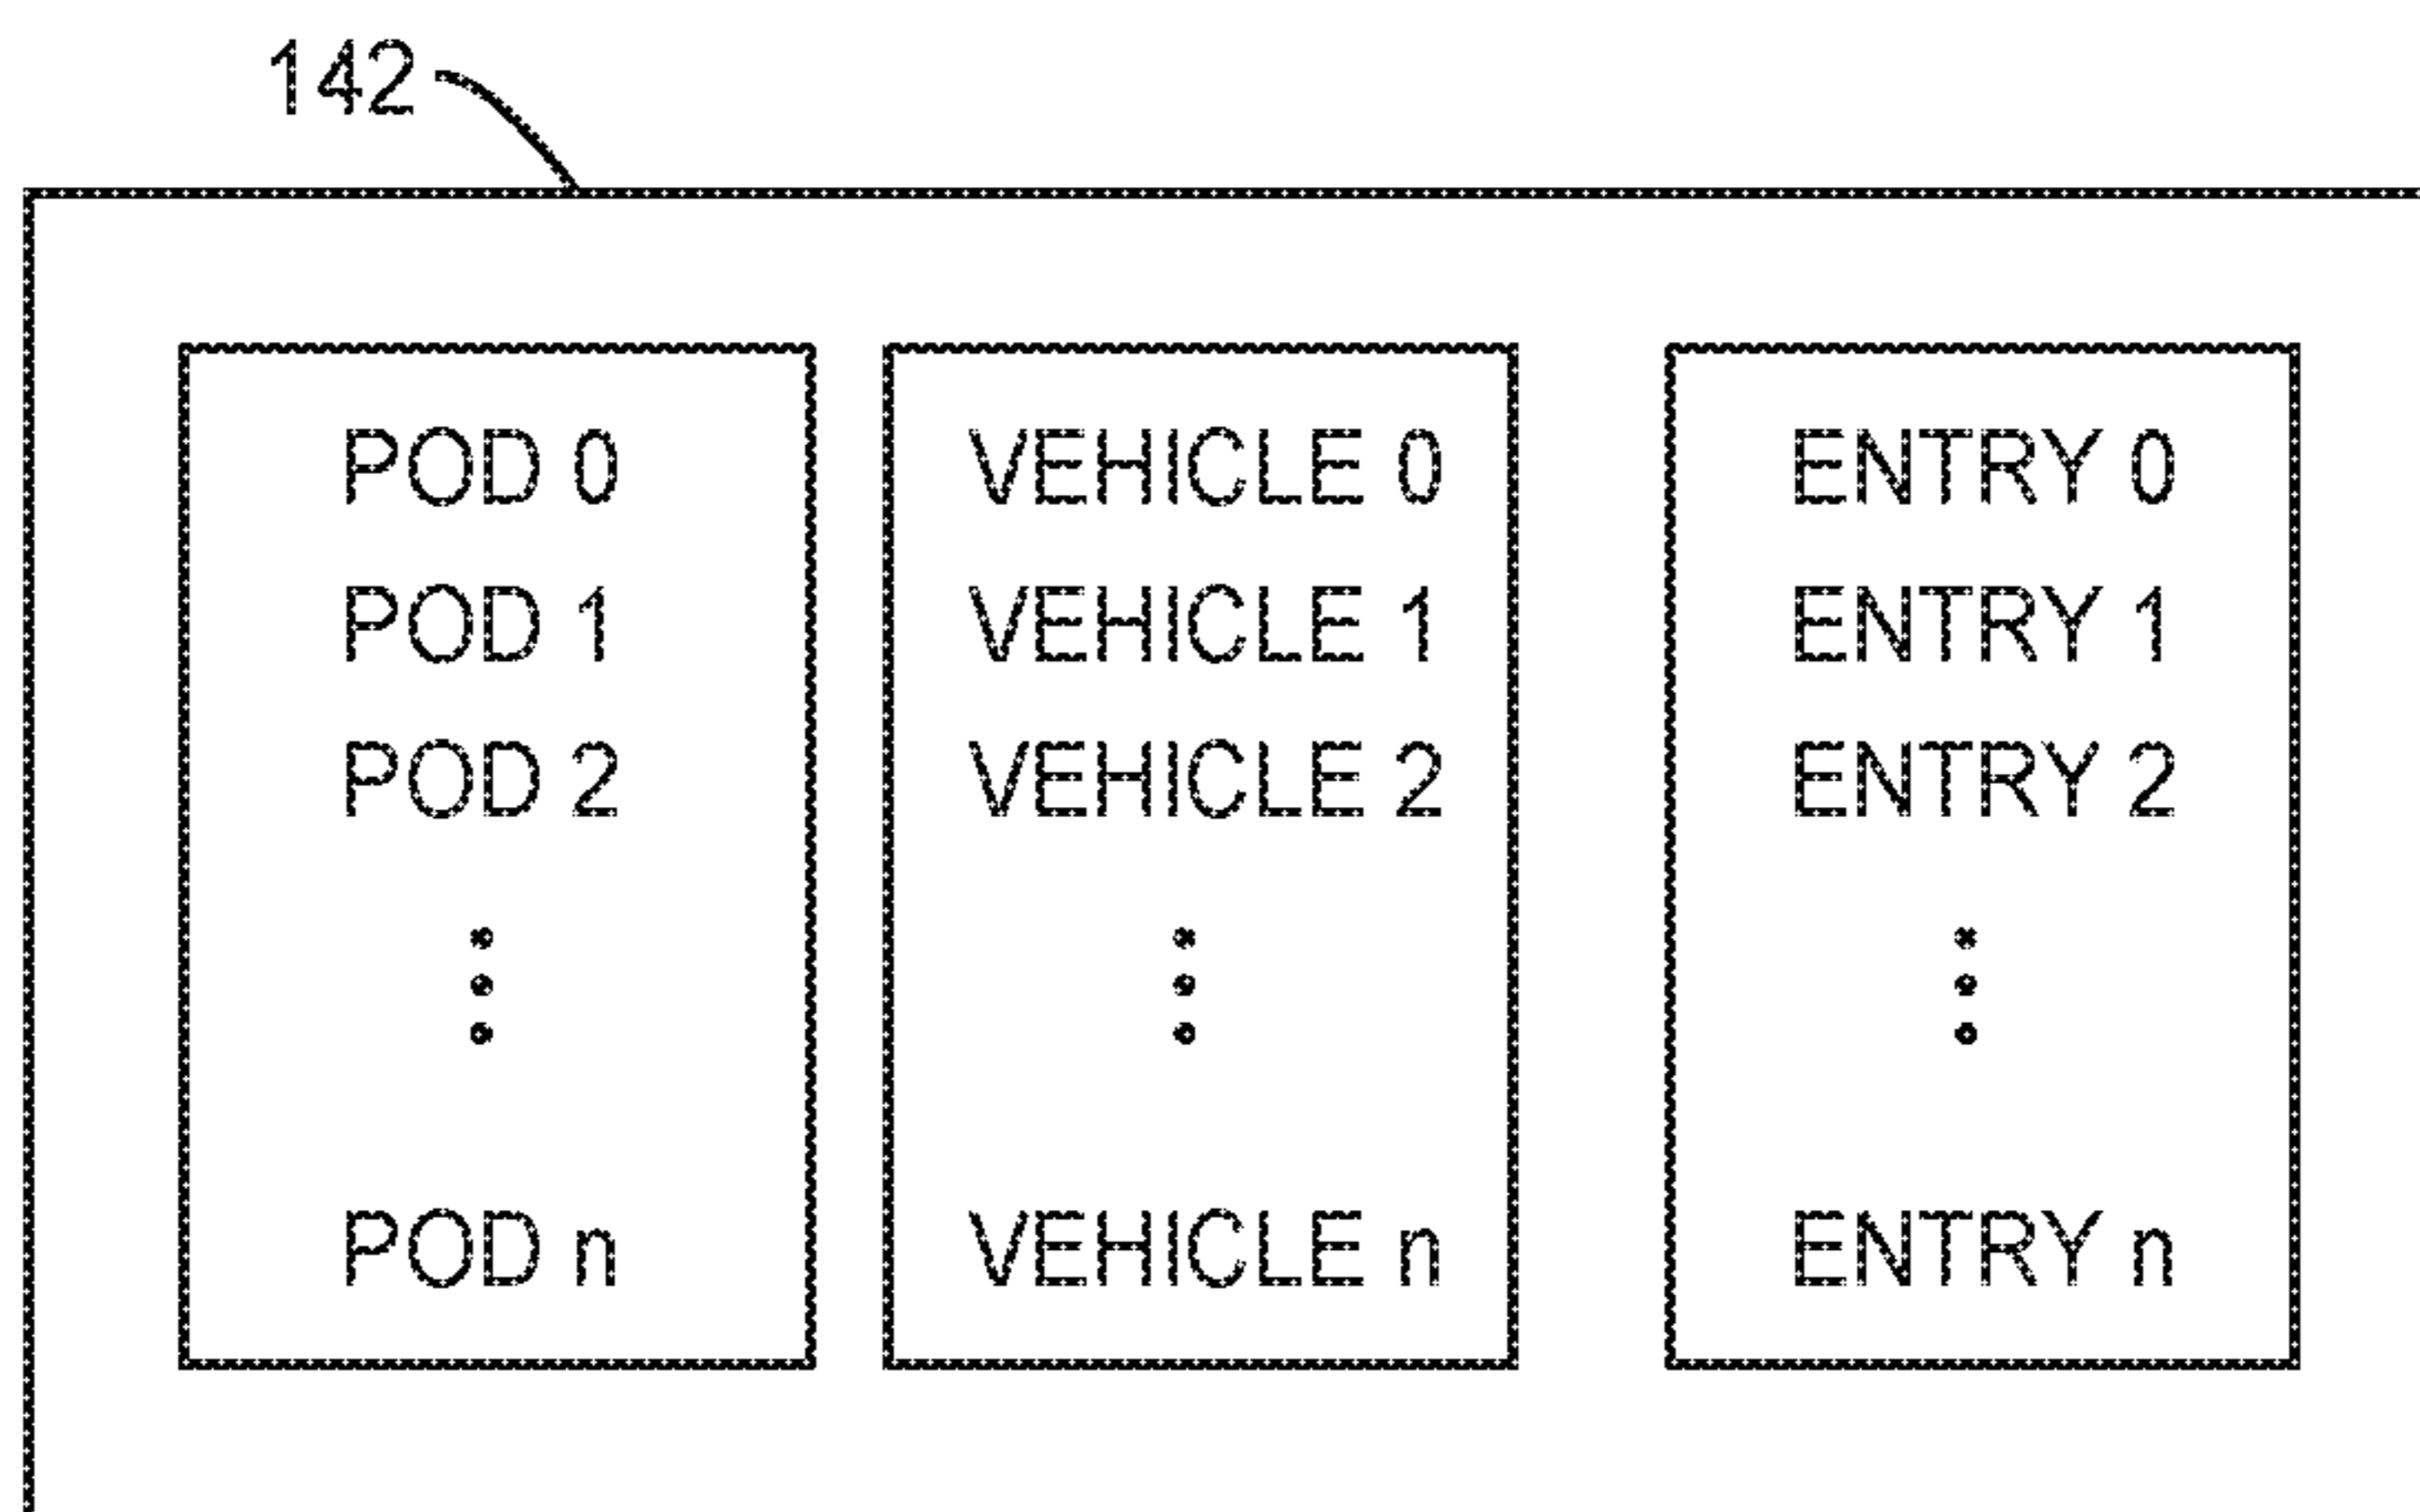 142
POD 0
POD 1
POD 2
POD n
VEHICLE 0
VEHICLE 1
VEHICLE 2
VEHICLE n
ENTRY 0
ENTRY 1
ENTRY 2
ENTRY n